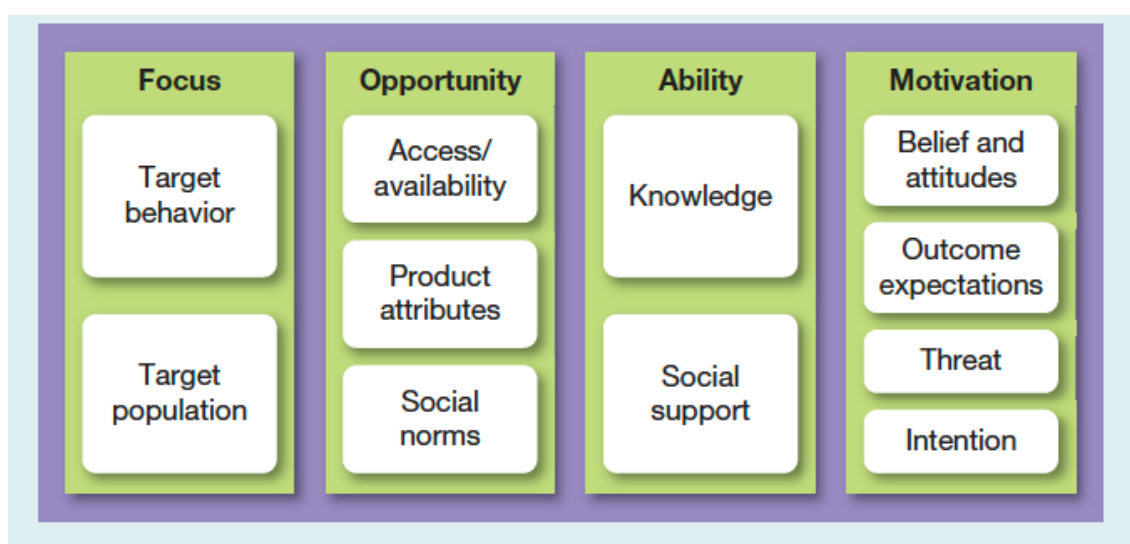 Focus
Target
behavior
Target
population
Opportunity
Access/
availability
Product
attributes
Social
norms
Ability
Knowledge
Social
support
Motivation
Belief and
attitudes
Outcome
expectations
Threat
Intention